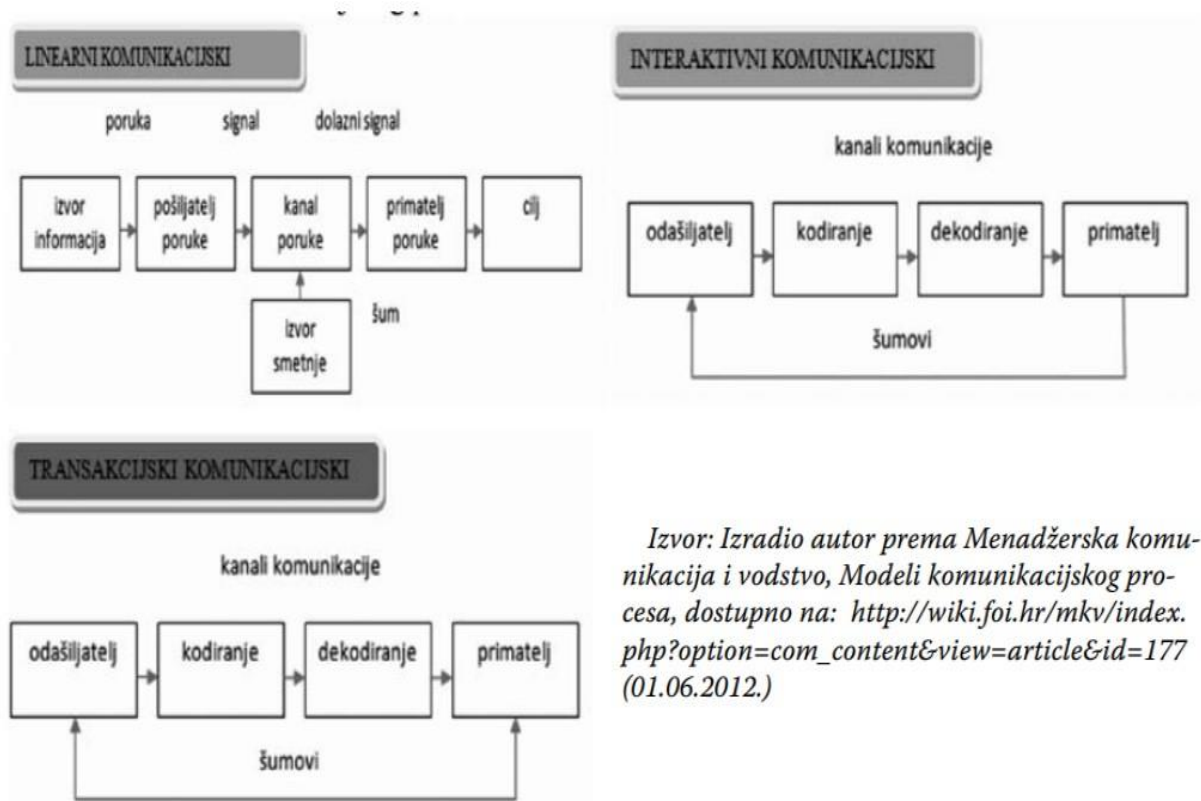 LINEARNI KOMUNIKACIJSKI
poruka signal dolazni signal
izvor
informacija
pošiljatelj
poruke
kanal
poruke
primatelj
poruke
cilj
izvor
smetnje
šum
INTERAKTIVNI KOMUNIKACIJSKI
kanali komunikacije
odašiljatelj
kodiranje
dekodiranje
primatelj
šumovi
TRANSAKCIJSKI KOMUNIKACIJSKI
kanali komunikacije
odašiljatelj
kodiranje
dekodiranje
primatelj
šumovi
Izvor: Izradio autor prema Menadžerska komu-
nikacija i vodstvo, Modeli komunikacijskog pro-
cesa, dostupno na: http://wiki.foi.hr/mkv/index.
php?option=com_content&view=article&id=177
(01.06.2012.)